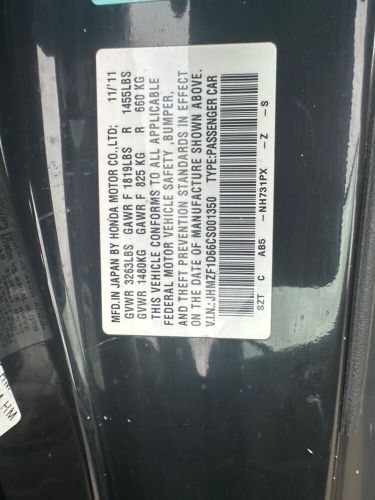 MFD.IN JAPAN BY HONDA MOTOR CO.,LTD; 11/'11
GVWR 3263LBS GAWR F 1819LBS R 1455LBS
GVWR 1480KG GAWR F 825 KG R 660 KG
THIS VEHICLE CONFORMS TO ALL APPLICABLE
FEDERAL MOTOR VEHICLE SAFETY ,BUMPER,
AND THEFT PREVENTION STANDARDS IN EFFECT
ON THE DATE OF MANUFACTURE SHOWN ABOVE.
V.I.N.:JHMZF1D66CS001350 TYPE:PASSENGER CAR
SZT C AB5 -NH731PX -Z -S